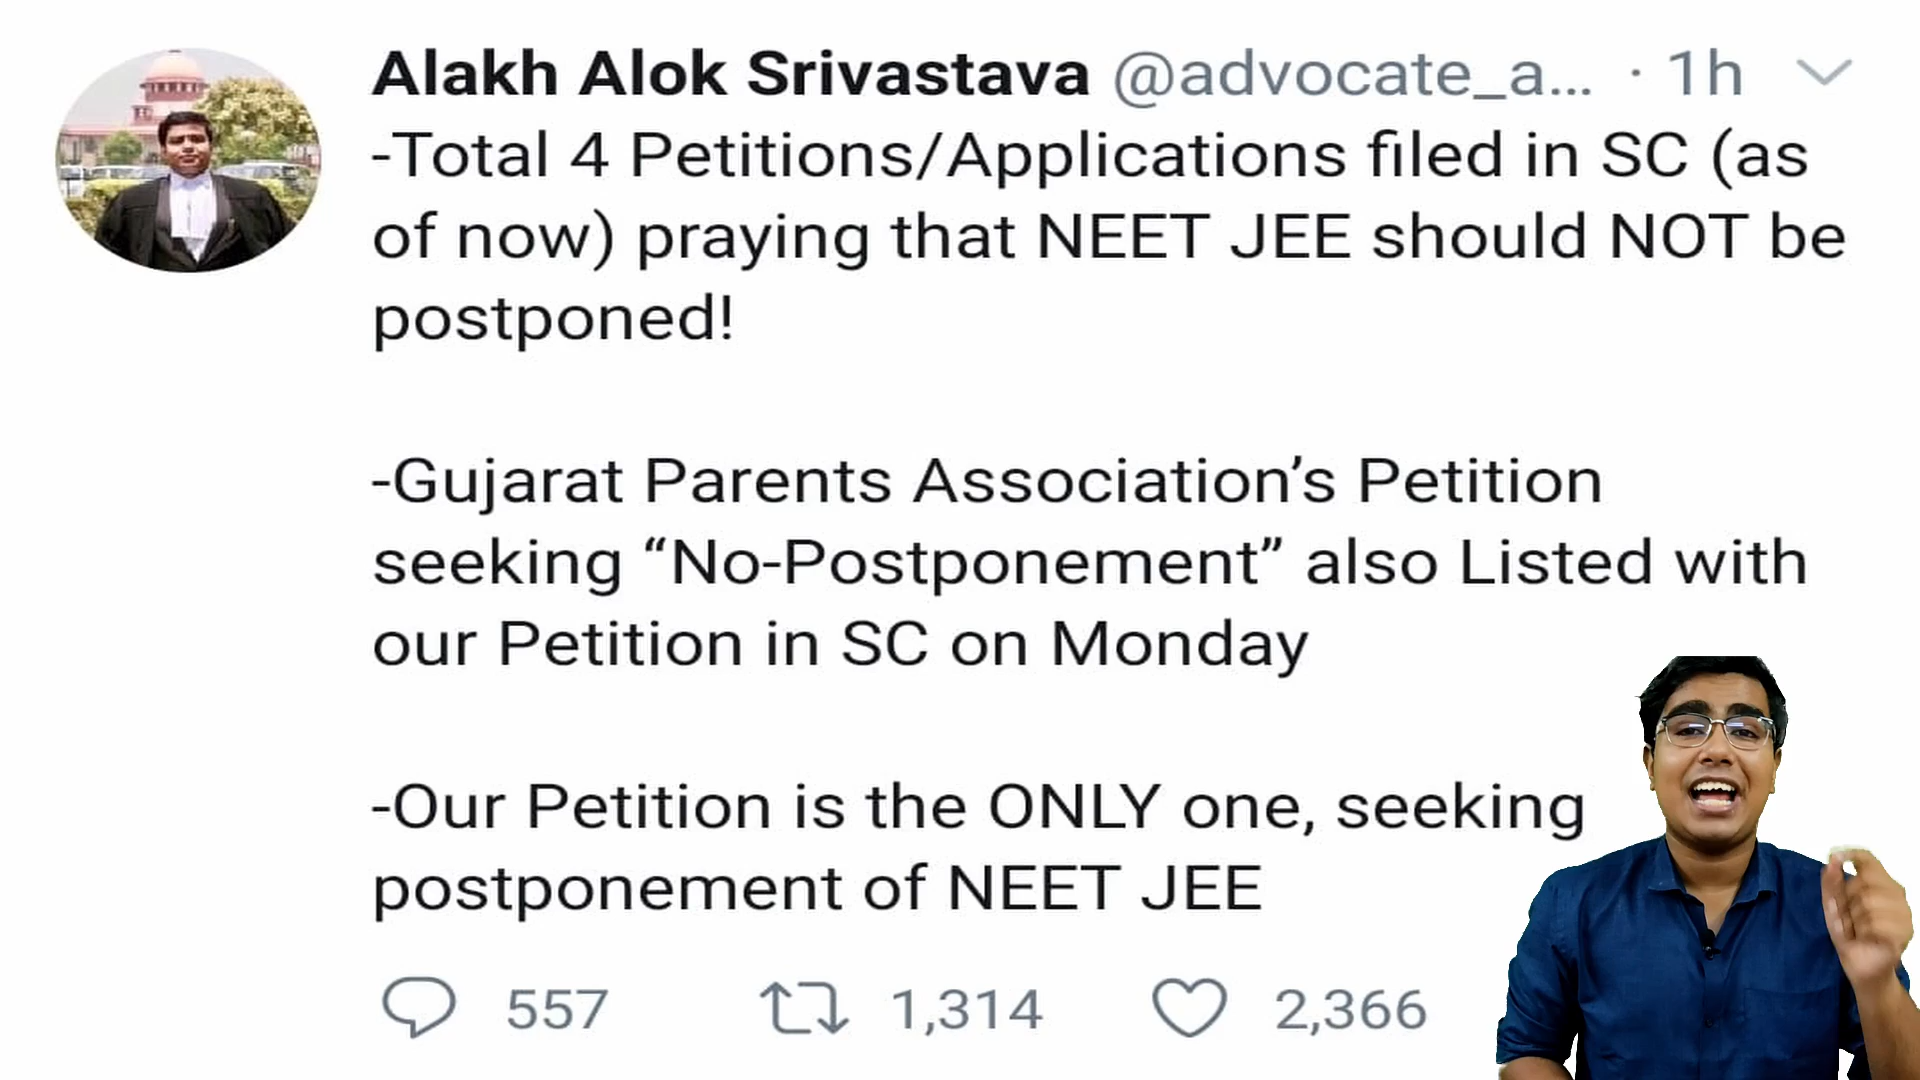 Alakh Alok Srivastava @advocate_a... · 1h
-Total 4 Petitions/Applications filed in SC (as
of now) praying that NEET JEE should NOT be
postponed!
-Gujarat Parents Association’s Petition
seeking “No-Postponement” also Listed with
our Petition in SC on Monday
-Our Petition is the ONLY one, seeking
postponement of NEET JEE
557 1,314 2,366